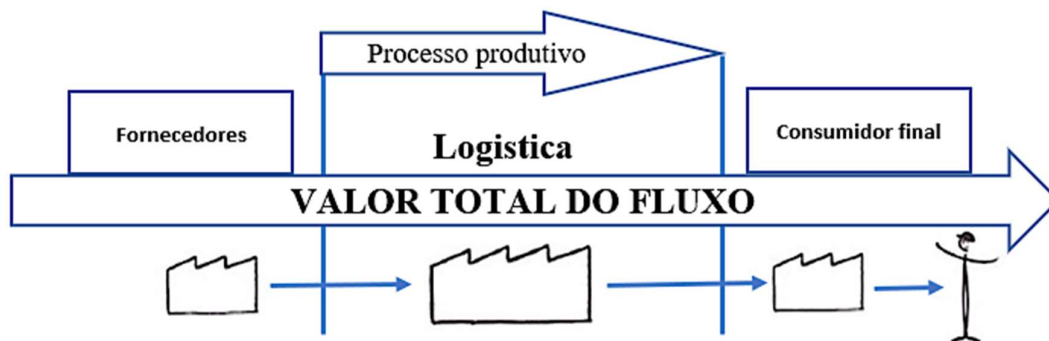 Processo produtivo
Fornecedores
Consumidor final
Logistica
VALOR TOTAL DO FLUXO